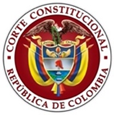 CORTE CONSTITUCIONAL
REPÚBLICA DE COLOMBIA